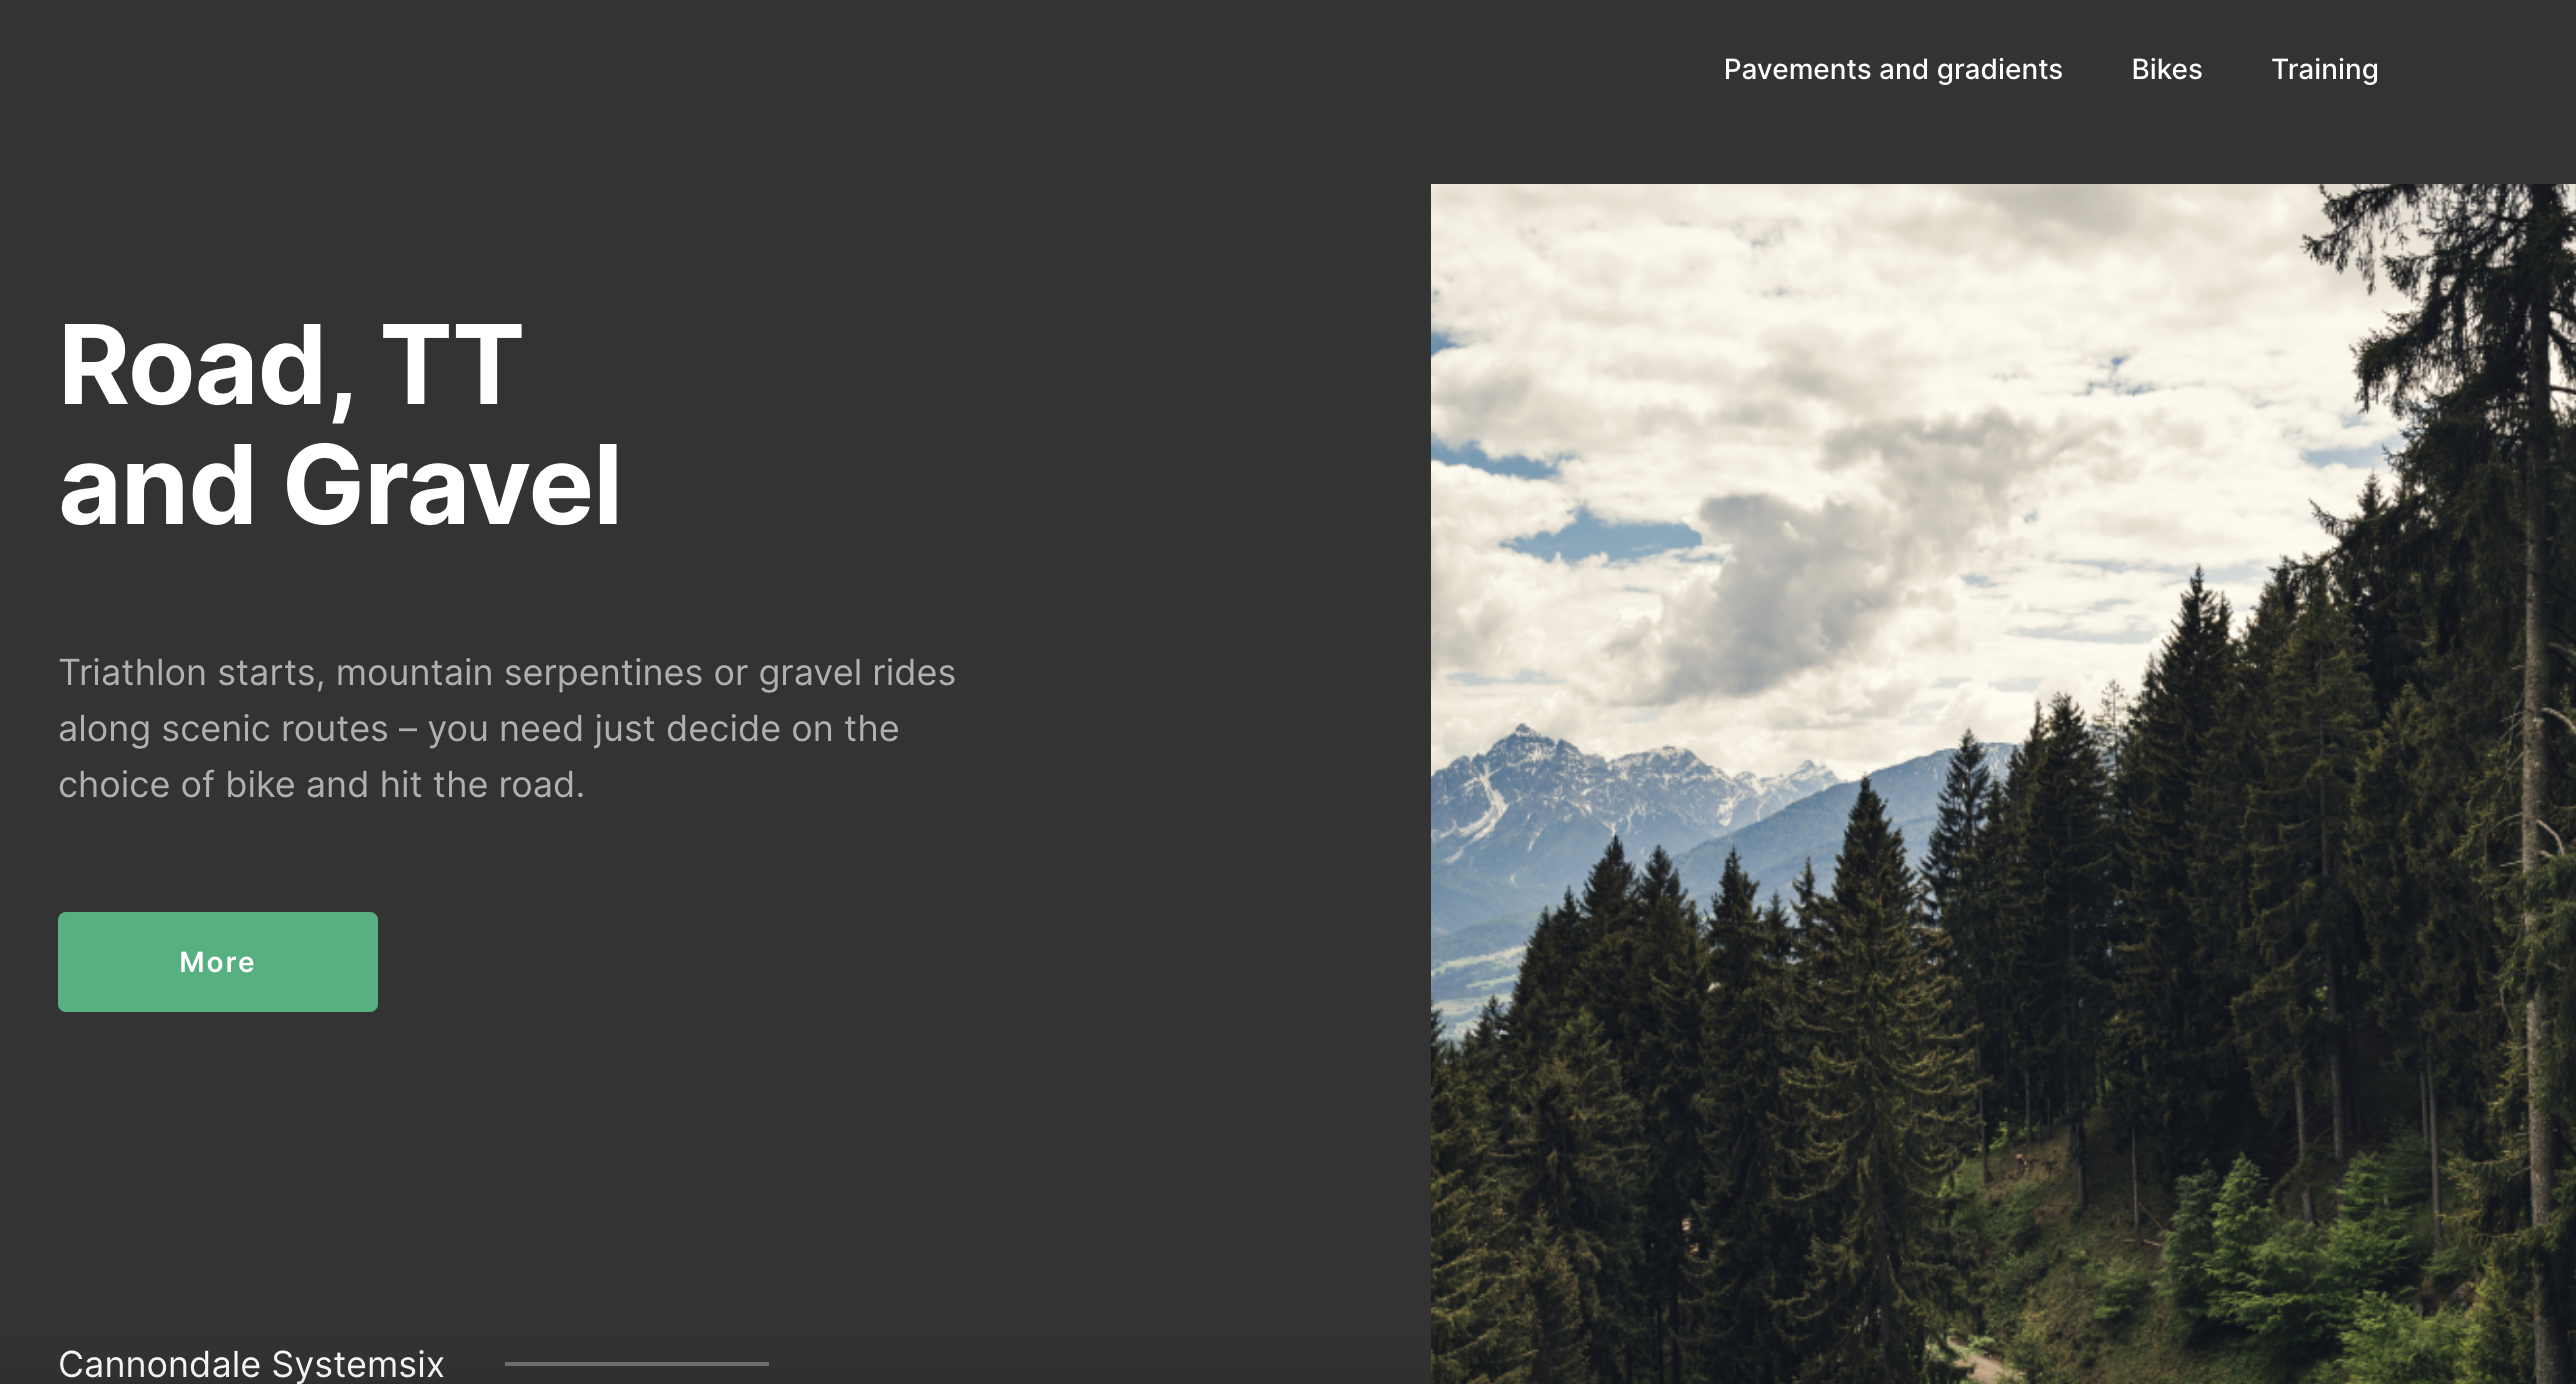 Pavements and gradients Bikes Training
Road, TT
and Gravel
Triathlon starts, mountain serpentines or gravel rides
along scenic routes – you need just decide on the
choice of bike and hit the road.
More
Cannondale Systemsix